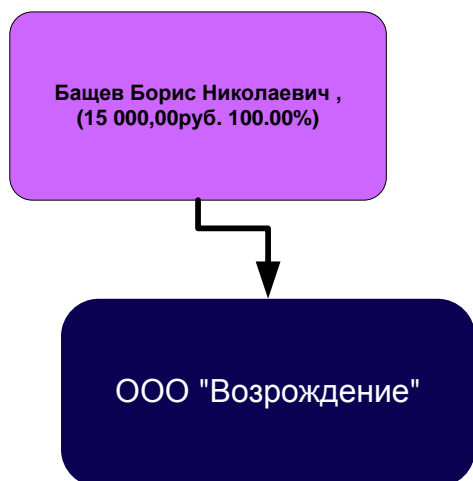 Бащев Борис Николаевич ,
(15 000,00руб. 100.00%)
ООО "Возрождение"